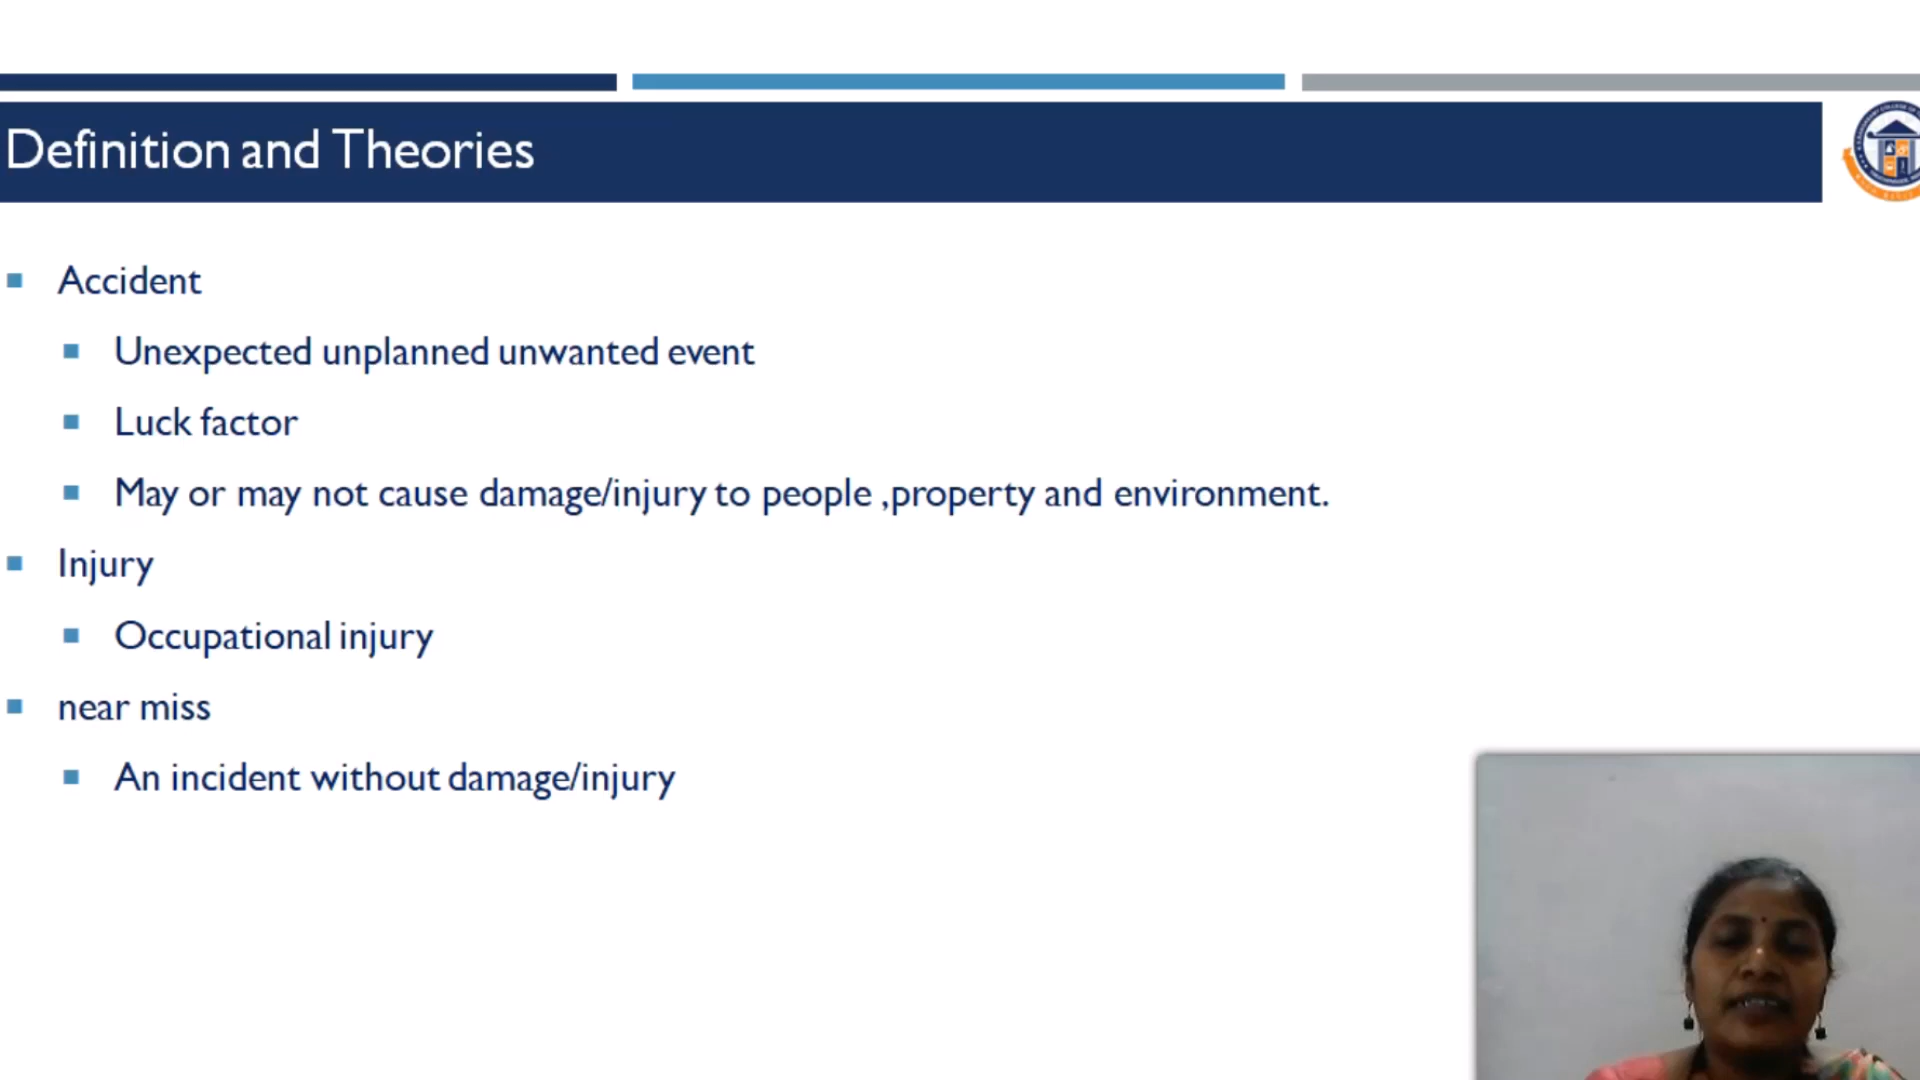 Definition and Theories
Accident
Unexpected unplanned unwanted event
Luck factor
May or may not cause damage/injury to people ,property and environment.
Injury
Occupational injury
near miss
An incident without damage/injury